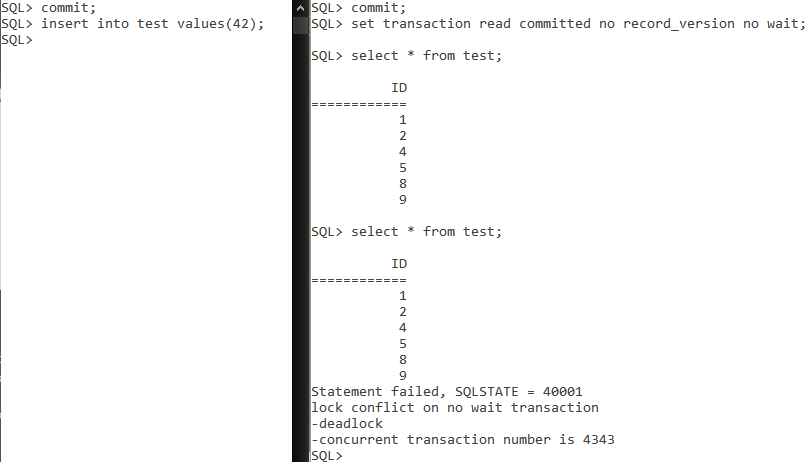 SQL> commit;
SQL> insert into test values(42);
SQL>
SQL> commit;
SQL> set transaction read committed no record_version no wait;
SQL> select * from test;
ID
============
1
2
4
5
8
9
SQL> select * from test;
ID
============
1
2
4
5
8
9
Statement failed, SQLSTATE = 40001
lock conflict on no wait transaction
-deadlock
-concurrent transaction number is 4343
SQL>